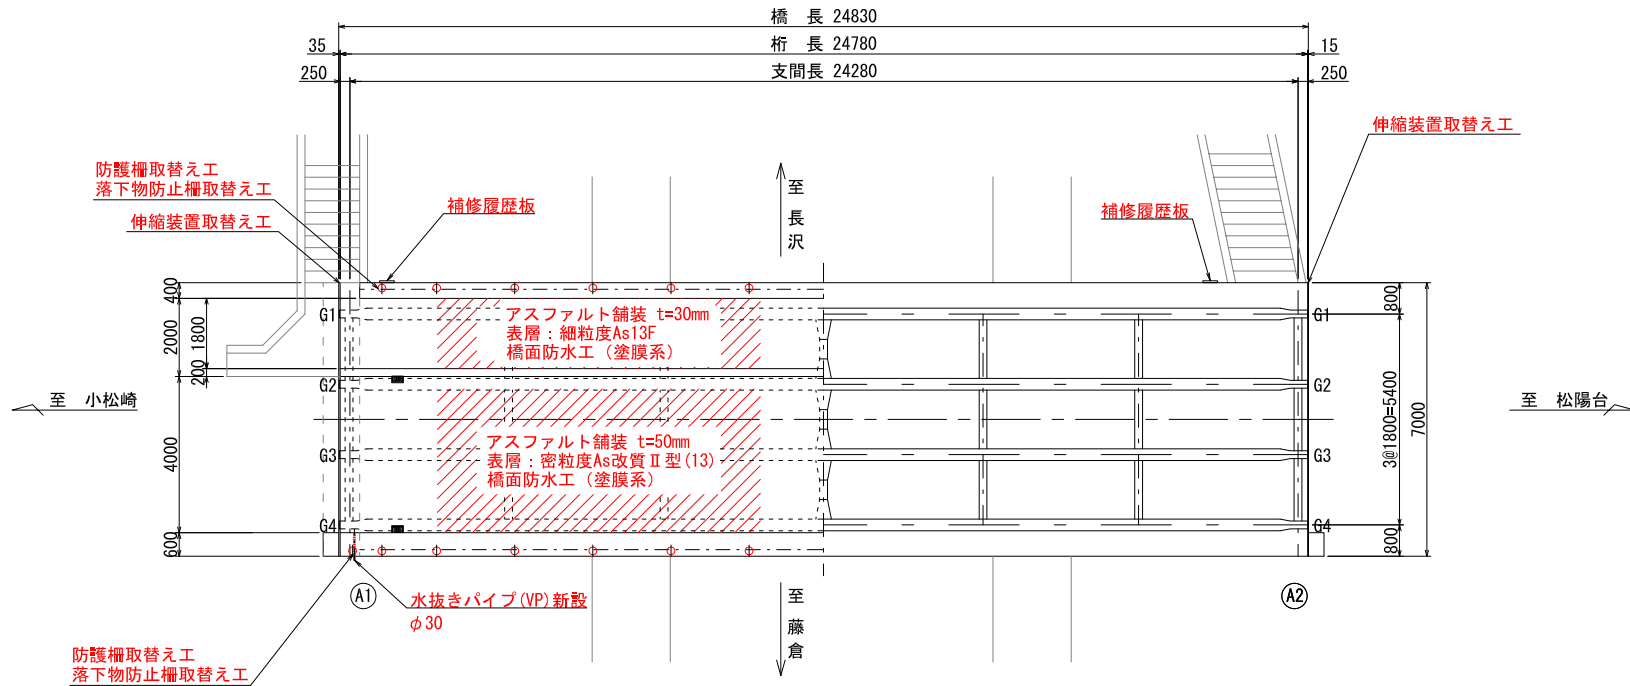 橋　長 24830
35
桁　長 24780
15
250
支間長 24280
250
伸縮装置取替え工
防護柵取替え工
落下物防止柵取替え工
伸縮装置取替え工
補修履歴板
至
長
沢
補修履歴板
400
2000
1800
200
4000
600
G1
G2
G3
G4
アスファルト舗装 t=30mm
表層：細粒度As13F
橋面防水工（塗膜系）
アスファルト舗装 t=50mm
表層：密粒度As改質Ⅱ型(13)
橋面防水工（塗膜系）
G1
G2
G3
G4
800
3@1800=5400
800
7000
至　小松崎
至　松陽台
A1
水抜きパイプ(VP)新設
φ30
至
藤
倉
A2
防護柵取替え工
落下物防止柵取替え工